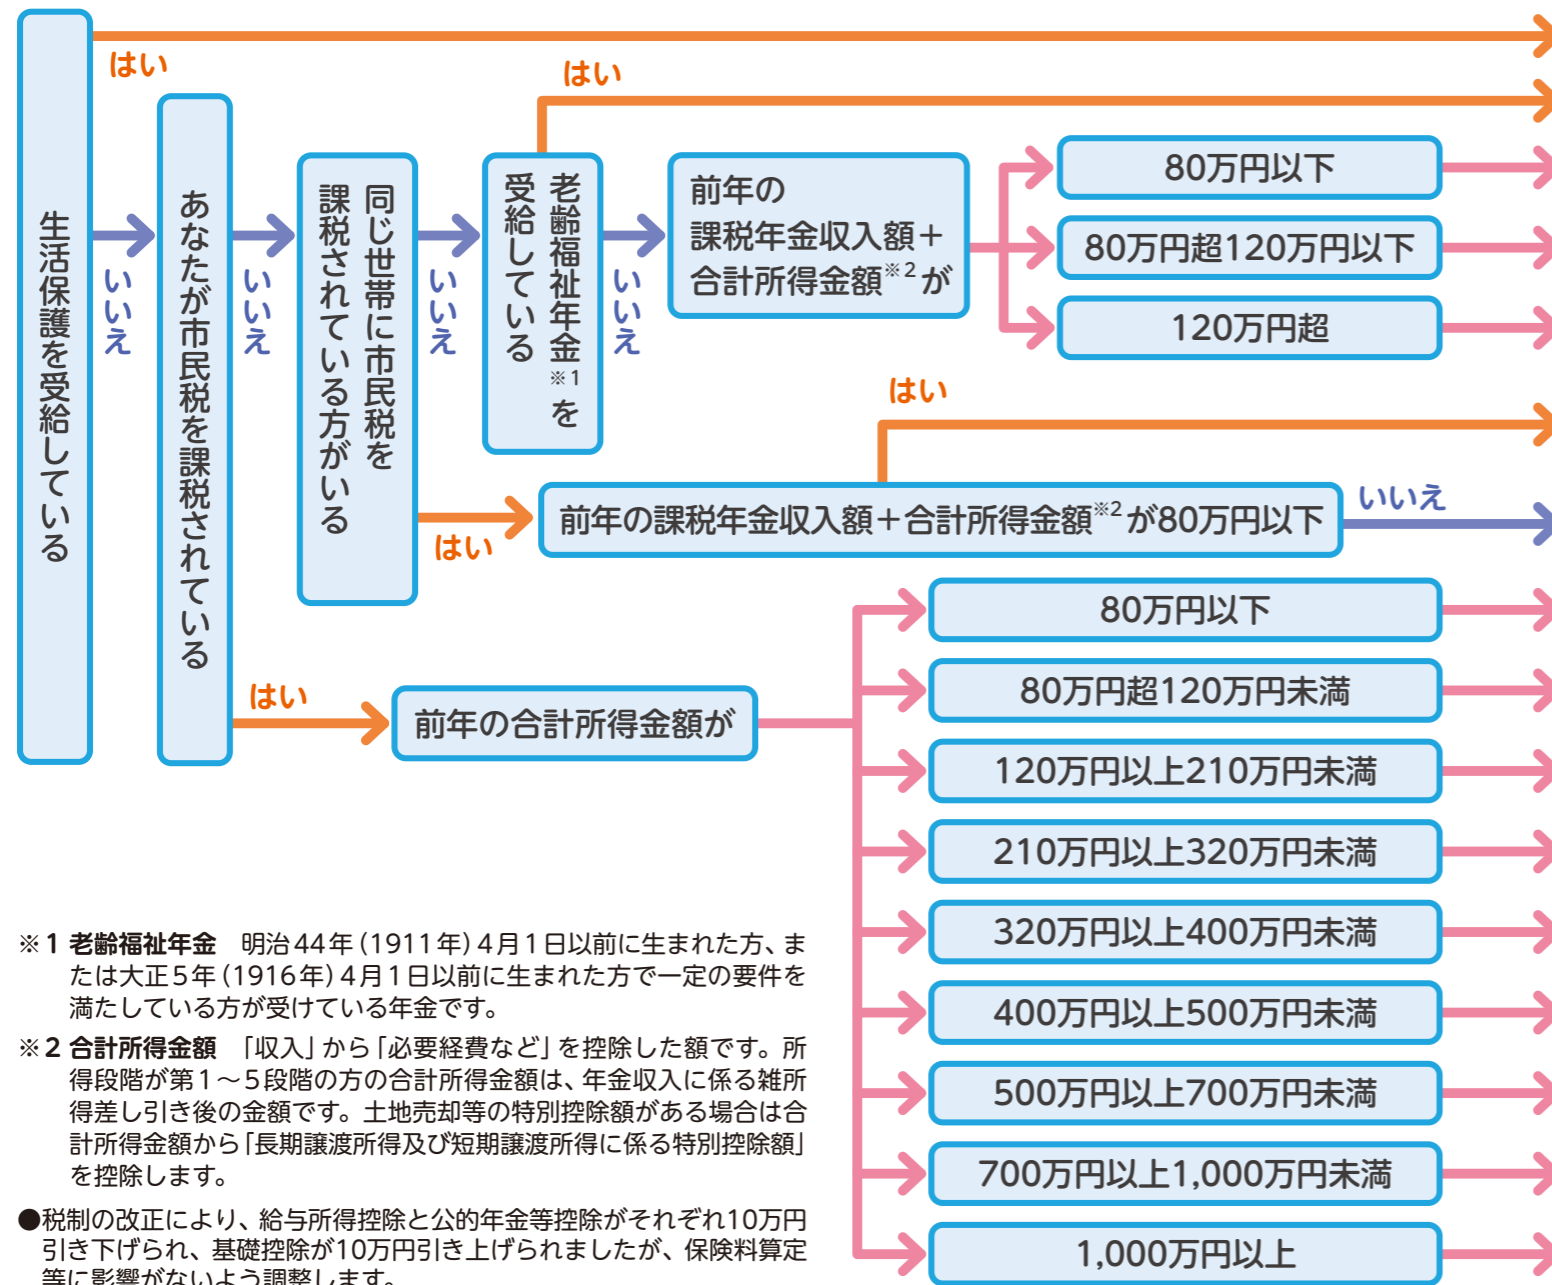 生活保護を受給している
はい
いいえ
あなたが市民税を課税されている
いいえ
はい
同じ世帯に市民税を
課税されている方がいる
いいえ
はい
老齢福祉年金※1を
受給している
はい
いいえ
前年の
課税年金収入額＋
合計所得金額※2が
80万円以下
80万円超120万円以下
120万円超
前年の課税年金収入額＋合計所得金額※2が80万円以下
はい
いいえ
前年の合計所得金額が
80万円以下
80万円超120万円未満
120万円以上210万円未満
210万円以上320万円未満
320万円以上400万円未満
400万円以上500万円未満
500万円以上700万円未満
700万円以上1,000万円未満
1,000万円以上
※1 老齢福祉年金　明治44年（1911年）4月1日以前に生まれた方、ま
たは大正5年（1916年）4月1日以前に生まれた方で一定の要件を
満たしている方が受けている年金です。
※2 合計所得金額　「収入」から「必要経費など」を控除した額です。所
得段階が第1～5段階の方の合計所得金額は、年金収入に係る雑所
得差し引き後の金額です。土地売却等の特別控除額がある場合は合
計所得金額から「長期譲渡所得及び短期譲渡所得に係る特別控除額」
を控除します。
●税制の改正により、給与所得控除と公的年金等控除がそれぞれ10万円
引き下げられ、基礎控除が10万円引き上げられましたが、保険料算定
等に影響がないよう調整します。